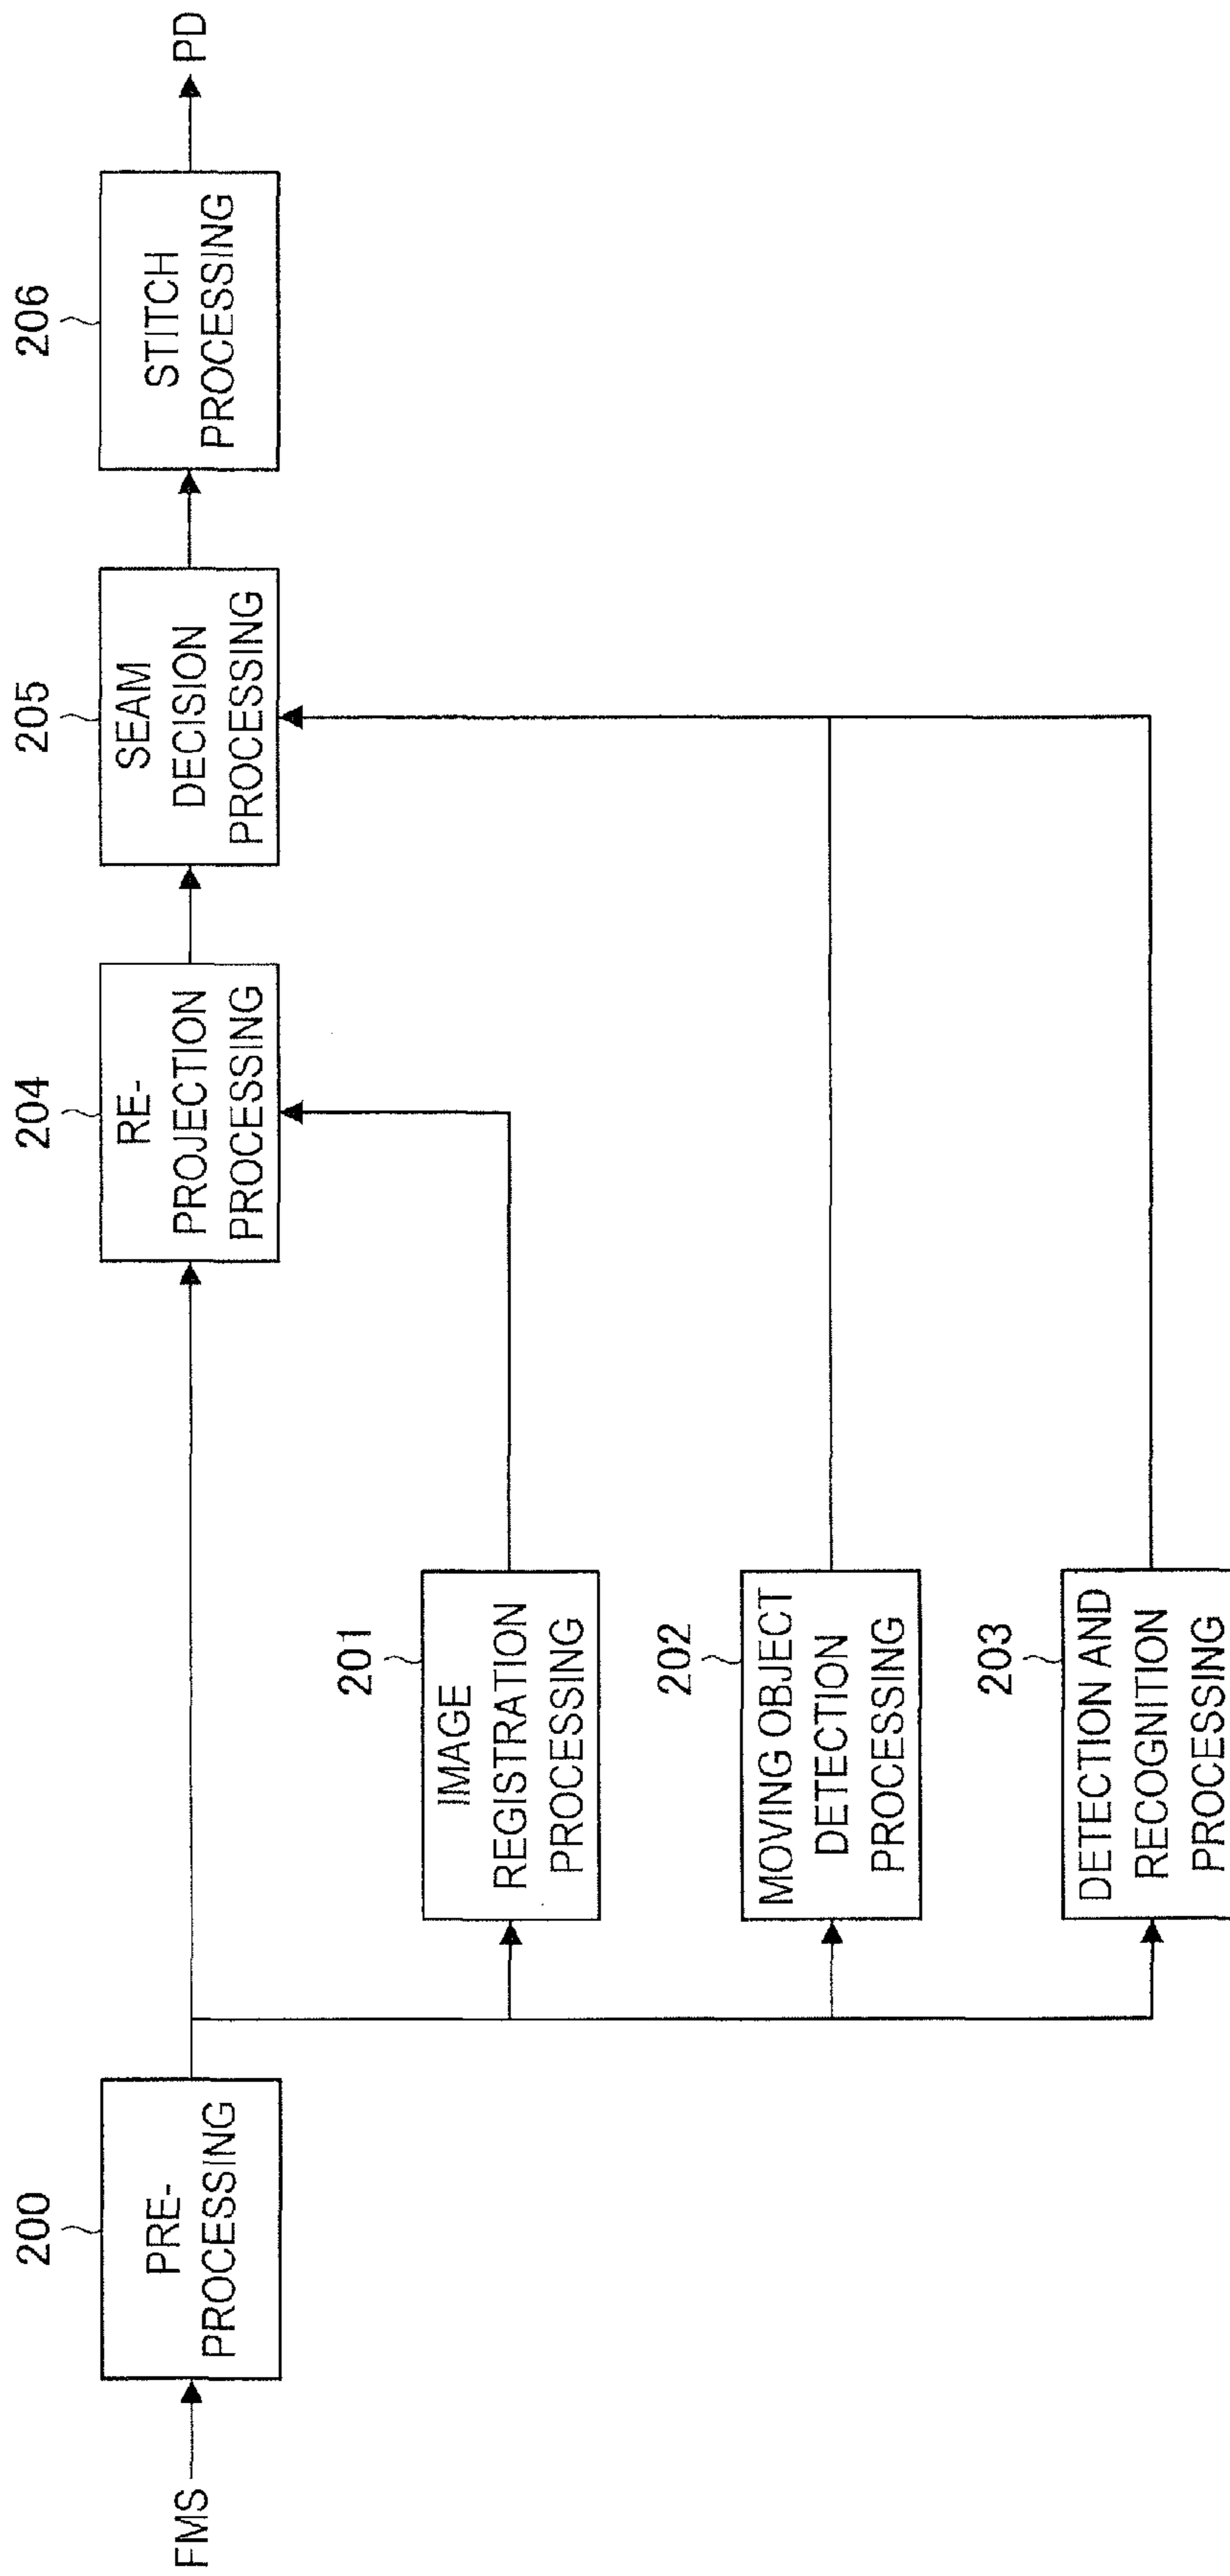 FMS
200
PRE-
PROCESSING
201
IMAGE
REGISTRATION
PROCESSING
202
MOVING OBJECT
DETECTION
PROCESSING
203
DETECTION AND
RECOGNITION
PROCESSING
204
RE-
PROJECTION
PROCESSING
205
SEAM
DECISION
PROCESSING
206
STITCH
PROCESSING
PD